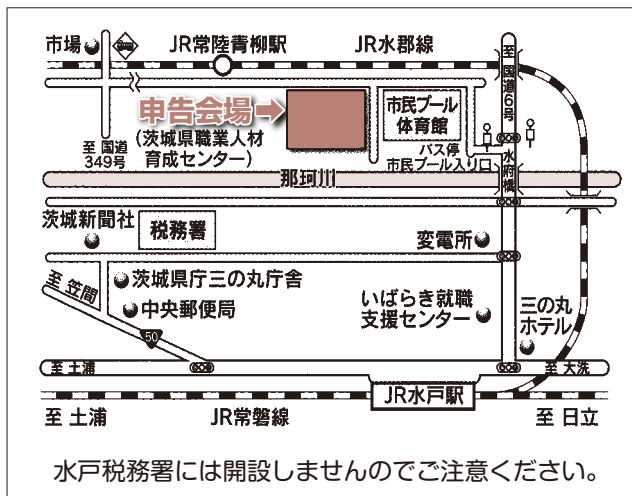 市場
JR常陸青柳駅
JR水郡線
至 国道6号
申告会場→
(茨城県職業人材
育成センター)
市民プール
体育館
至 国道
349号
バス停
市民プール入り口
水府橋
那珂川
茨城新聞社
税務署
変電所
至 笠間
茨城県庁三の丸庁舎
中央郵便局
50
いばらき就職
支援センター
三の丸
ホテル
至 土浦
至 大洗
JR水戸駅
至 土浦
JR常磐線
至 日立
水戸税務署には開設しませんのでご注意ください。